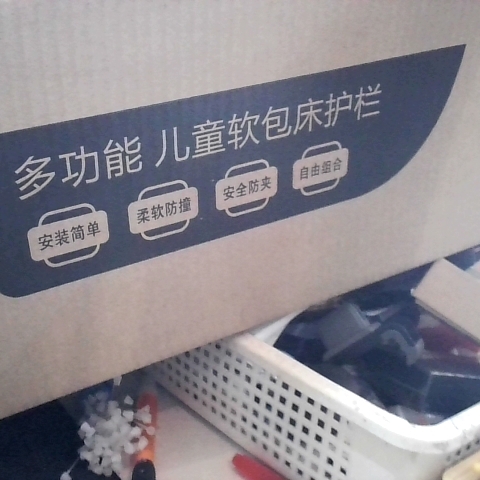 多功能 儿童软包床护栏
安装简单 柔软防撞 安全防夹 自由组合